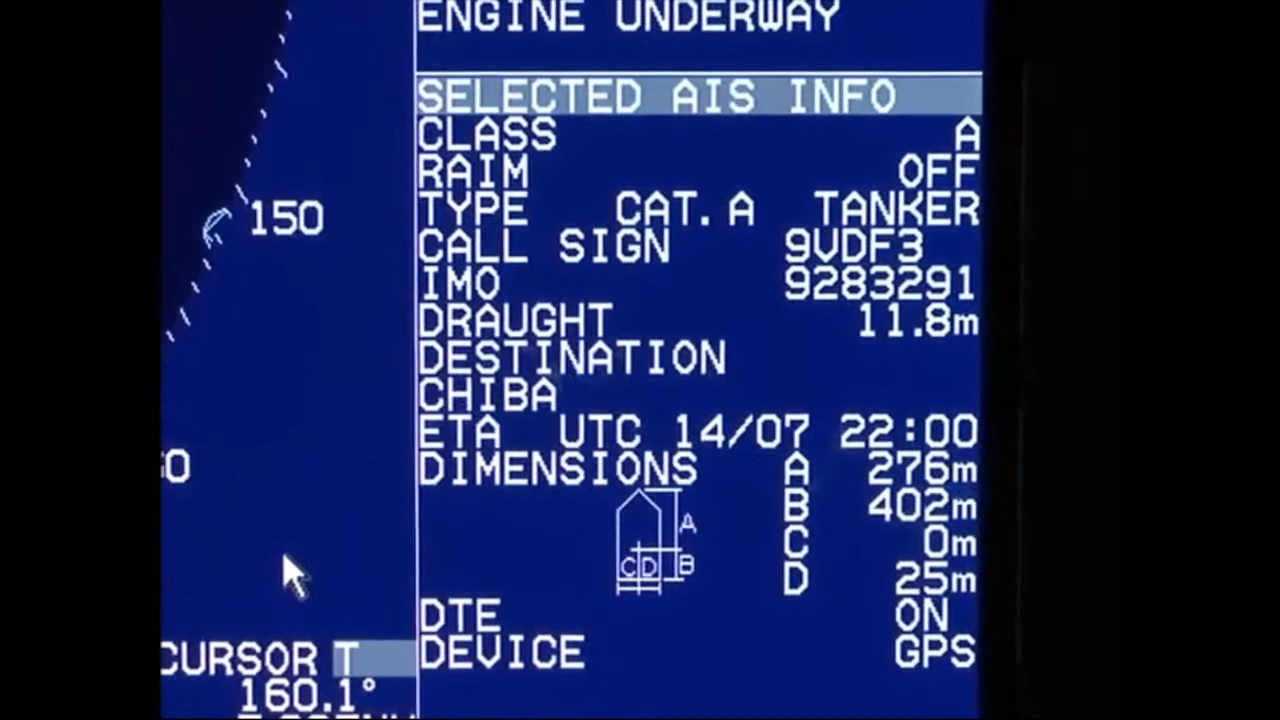 ENGINE UNDERWAY
SELECTED AIS INFO
CLASS A
RAIM OFF
TYPE CAT.A TANKER
CALL SIGN 9VDF3
IMO 9283291
DRAUGHT 11.8m
DESTINATION
CHIBA
ETA UTC 14/07 22:00
DIMENSIONS A 276m
B 402m
C 0m
D 25m
A
C D B
DTE ON
DEVICE GPS
150
CURSOR T
160.1°